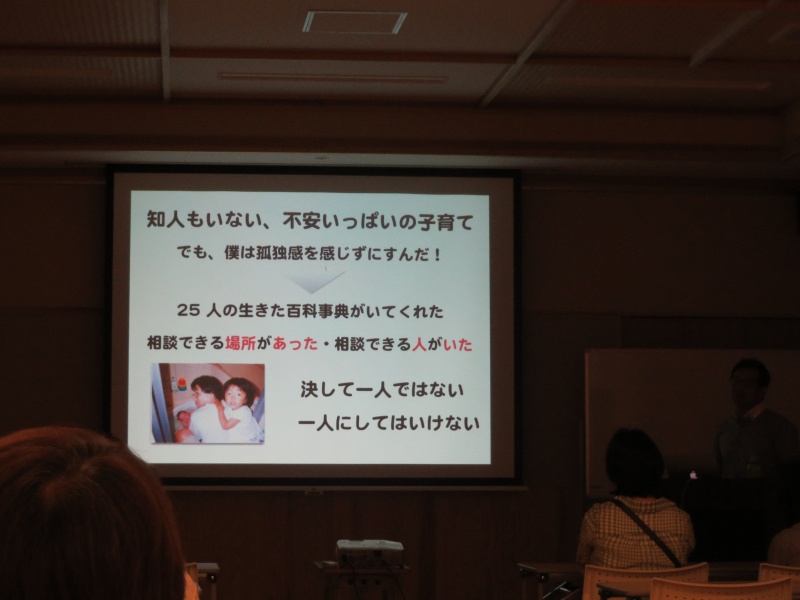 知人もいない、不安いっぱいの子育て
でも、僕は孤独感を感じずにすんだ！
25 人の生きた百科事典がいてくれた
相談できる場所があった・相談できる人がいた
決して一人ではない
一人にしてはいけない